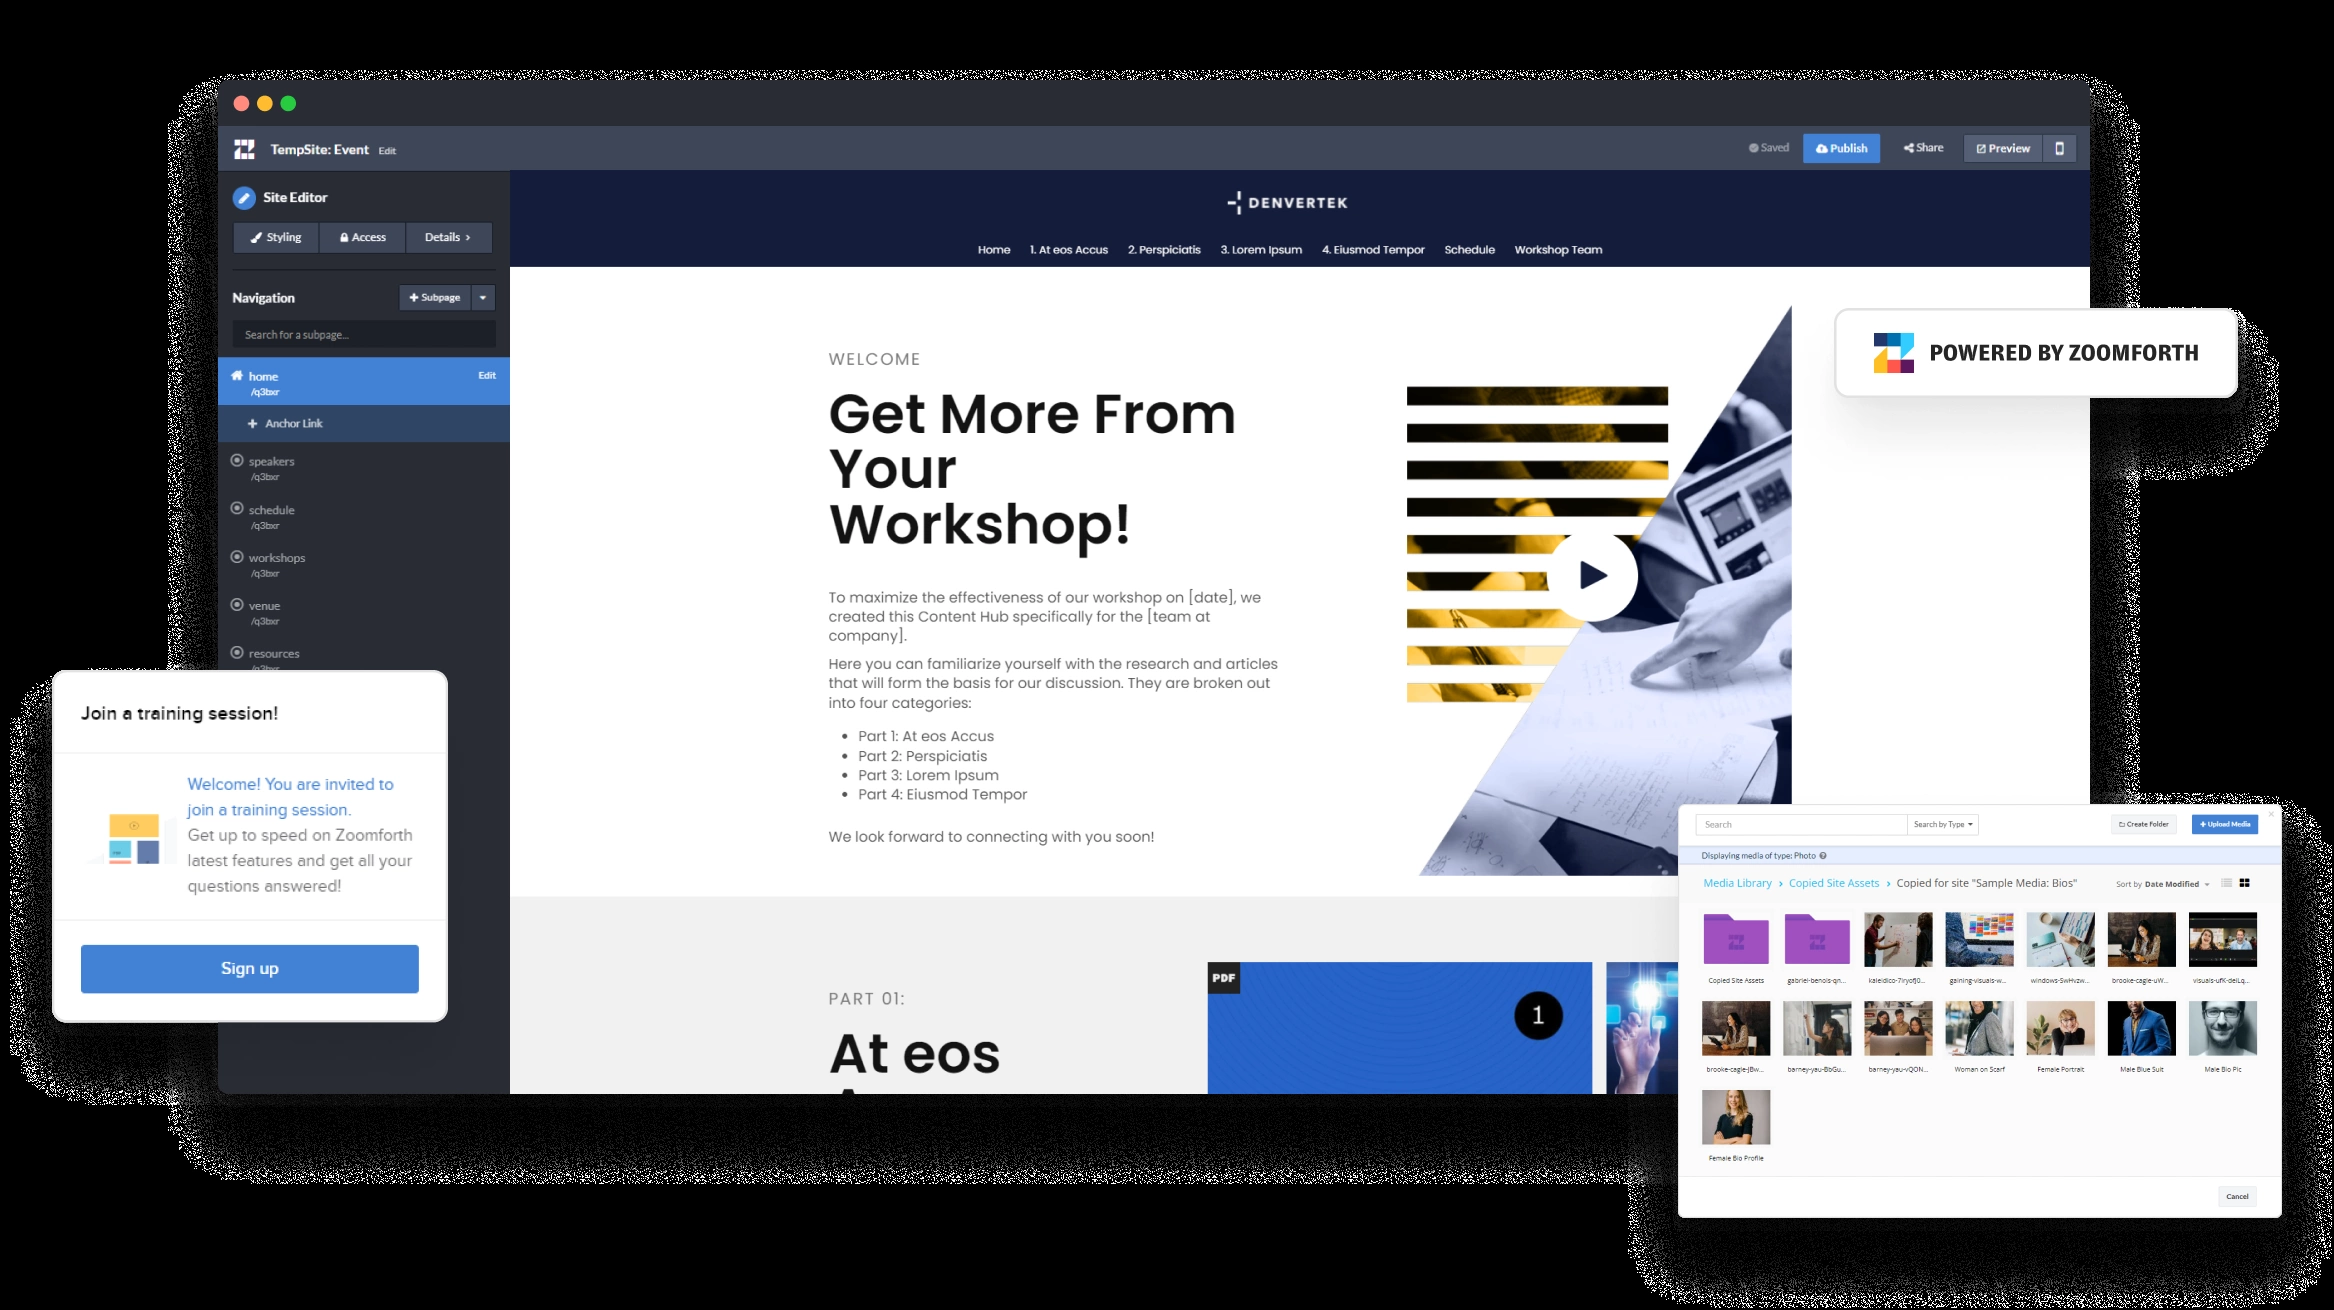 TempSite: Event Edit
Saved
Publish
Share
Preview
Site Editor
Styling
Access
Details
Navigation
Subpage
Search for a subpage...
home
Edit
/q3bxr
Anchor Link
speakers
/q3bxr
schedule
/q3bxr
workshops
/q3bxr
venue
/q3bxr
resources
DENVERTEK
Home 1. At eos Accus 2. Perspiciatis 3. Lorem Ipsum 4. Eiusmod Tempor Schedule Workshop Team
WELCOME
Get More From
Your
Workshop!
To maximize the effectiveness of our workshop on [date], we
created this Content Hub specifically for the [team at
company].
Here you can familiarize yourself with the research and articles
that will form the basis for our discussion. They are broken out
into four categories:
• Part 1: At eos Accus
• Part 2: Perspiciatis
• Part 3: Lorem Ipsum
• Part 4: Eiusmod Tempor
We look forward to connecting with you soon!
POWERED BY ZOOMFORTH
PART 01:
At eos
PDF
1
Join a training session!
Welcome! You are invited to
join a training session.
Get up to speed on Zoomforth
latest features and get all your
questions answered!
Sign up
Search
Search by Type
Create Folder
Upload Media
Displaying media of type: Photo
Media Library › Copied Site Assets › Copied for site "Sample Media: Bios"
Sort by Date Modified
Copied Site Assets
gabriel-benois-qn...
kaleidico-7lryofJ0...
gaining-visuals-w...
windows-SwHvzw...
brooke-cagle-uW...
visuals-ufK-deiLq...
brooke-cagle-JBw...
barney-yau-BbGu...
barney-yau-vQON...
Woman on Scarf
Female Portrait
Male Blue Suit
Male Bio Pic
Female Bio Profile
Cancel